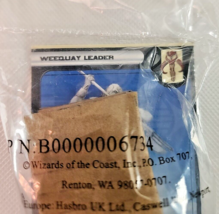 WEEQUAY LEADER
P/N:B0000006734
©Wizards of the Coast, Inc., P.O. Box 707,
Renton, WA 98057-0707.
Europe: Hasbro UK Ltd., Caswell